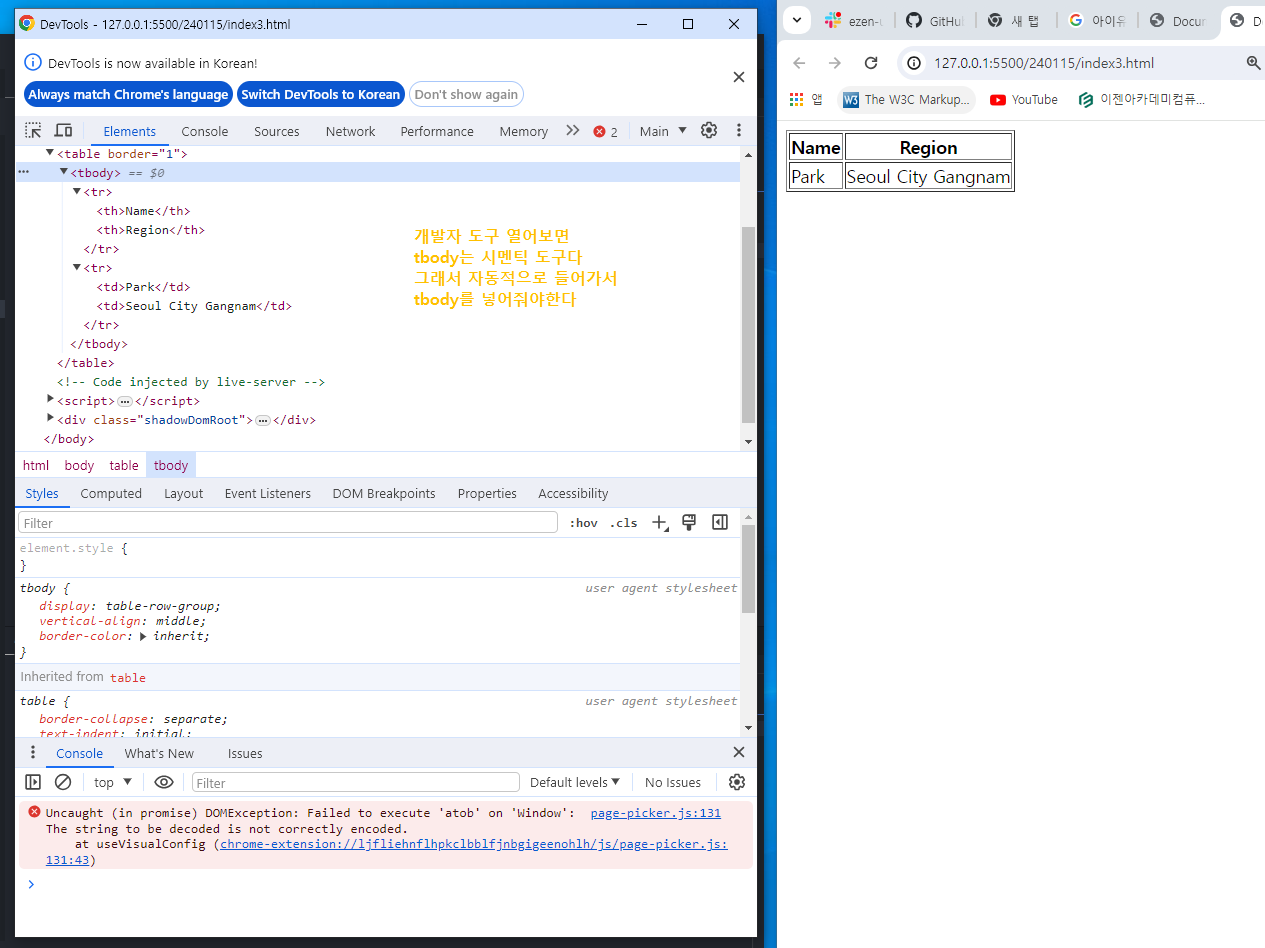 DevTools - 127.0.0.1:5500/240115/index3.html
DevTools is now available in Korean!
Always match Chrome's language
Switch DevTools to Korean
Don't show again
Elements
Console
Sources
Network
Performance
Memory
2
Main
<table border="1">
<tbody> == $0
<tr>
<th>Name</th>
<th>Region</th>
</tr>
<tr>
<td>Park</td>
<td>Seoul City Gangnam</td>
</tr>
</tbody>
</table>
<!-- Code injected by live-server -->
<script>…</script>
<div class="shadowDomRoot">…</div>
</body>
개발자 도구 열어보면
tbody는 시멘틱 도구다
그래서 자동적으로 들어가서
tbody를 넣어줘야한다
html body table tbody
Styles Computed Layout Event Listeners DOM Breakpoints Properties Accessibility
Filter
:hov .cls
element.style {
}
tbody { user agent stylesheet
display: table-row-group;
vertical-align: middle;
border-color: inherit;
}
Inherited from table
table { user agent stylesheet
border-collapse: separate;
text-indent: initial;
Console What's New Issues
top Filter Default levels No Issues
Uncaught (in promise) DOMException: Failed to execute 'atob' on 'Window': page-picker.js:131
The string to be decoded is not correctly encoded.
at useVisualConfig (chrome-extension://ljfliehnflhpkclbblfjnbgigeenohlh/js/page-picker.js:
131:43)
ezen-
GitHu
새 탭
아이
Docur
D
127.0.0.1:5500/240115/index3.html
앱
The W3C Markup...
YouTube
이젠아카데미컴퓨...
Name Region
Park Seoul City Gangnam